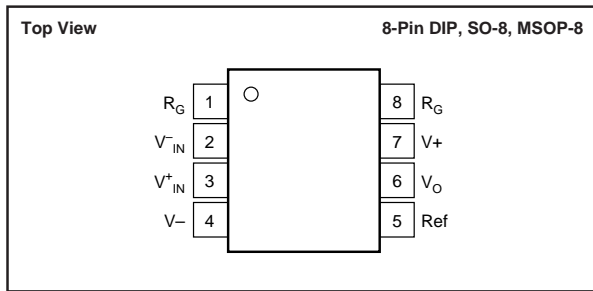 Top View 8-Pin DIP, SO-8, MSOP-8
R_G 1 8 R_G
V⁻_IN 2 7 V+
V⁺_IN 3 6 V_O
V– 4 5 Ref